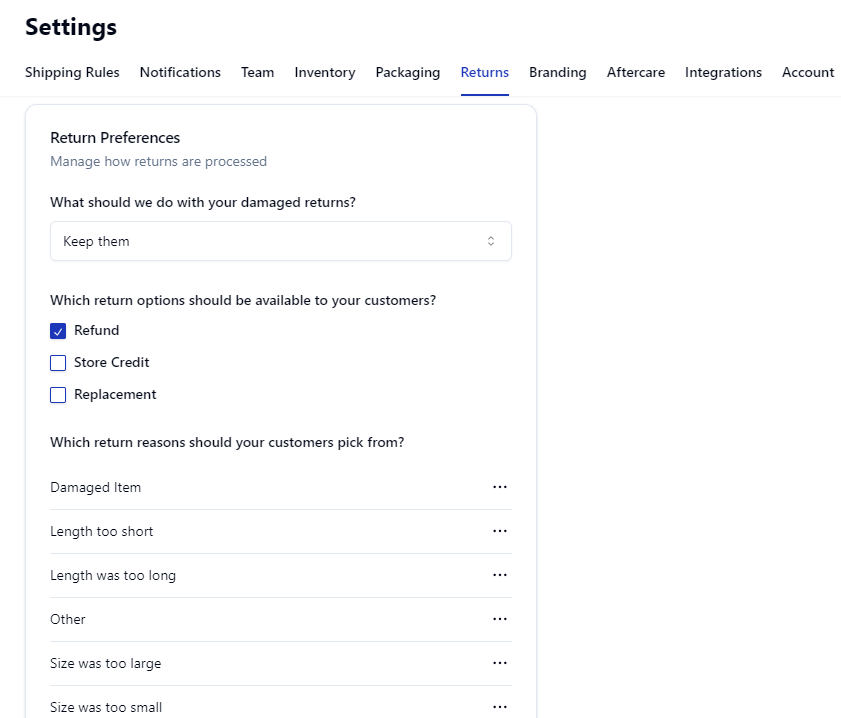 Settings
Shipping Rules Notifications Team Inventory Packaging Returns Branding Aftercare Integrations Account
Return Preferences
Manage how returns are processed
What should we do with your damaged returns?
Keep them
Which return options should be available to your customers?
Refund
Store Credit
Replacement
Which return reasons should your customers pick from?
Damaged Item
Length too short
Length was too long
Other
Size was too large
Size was too small